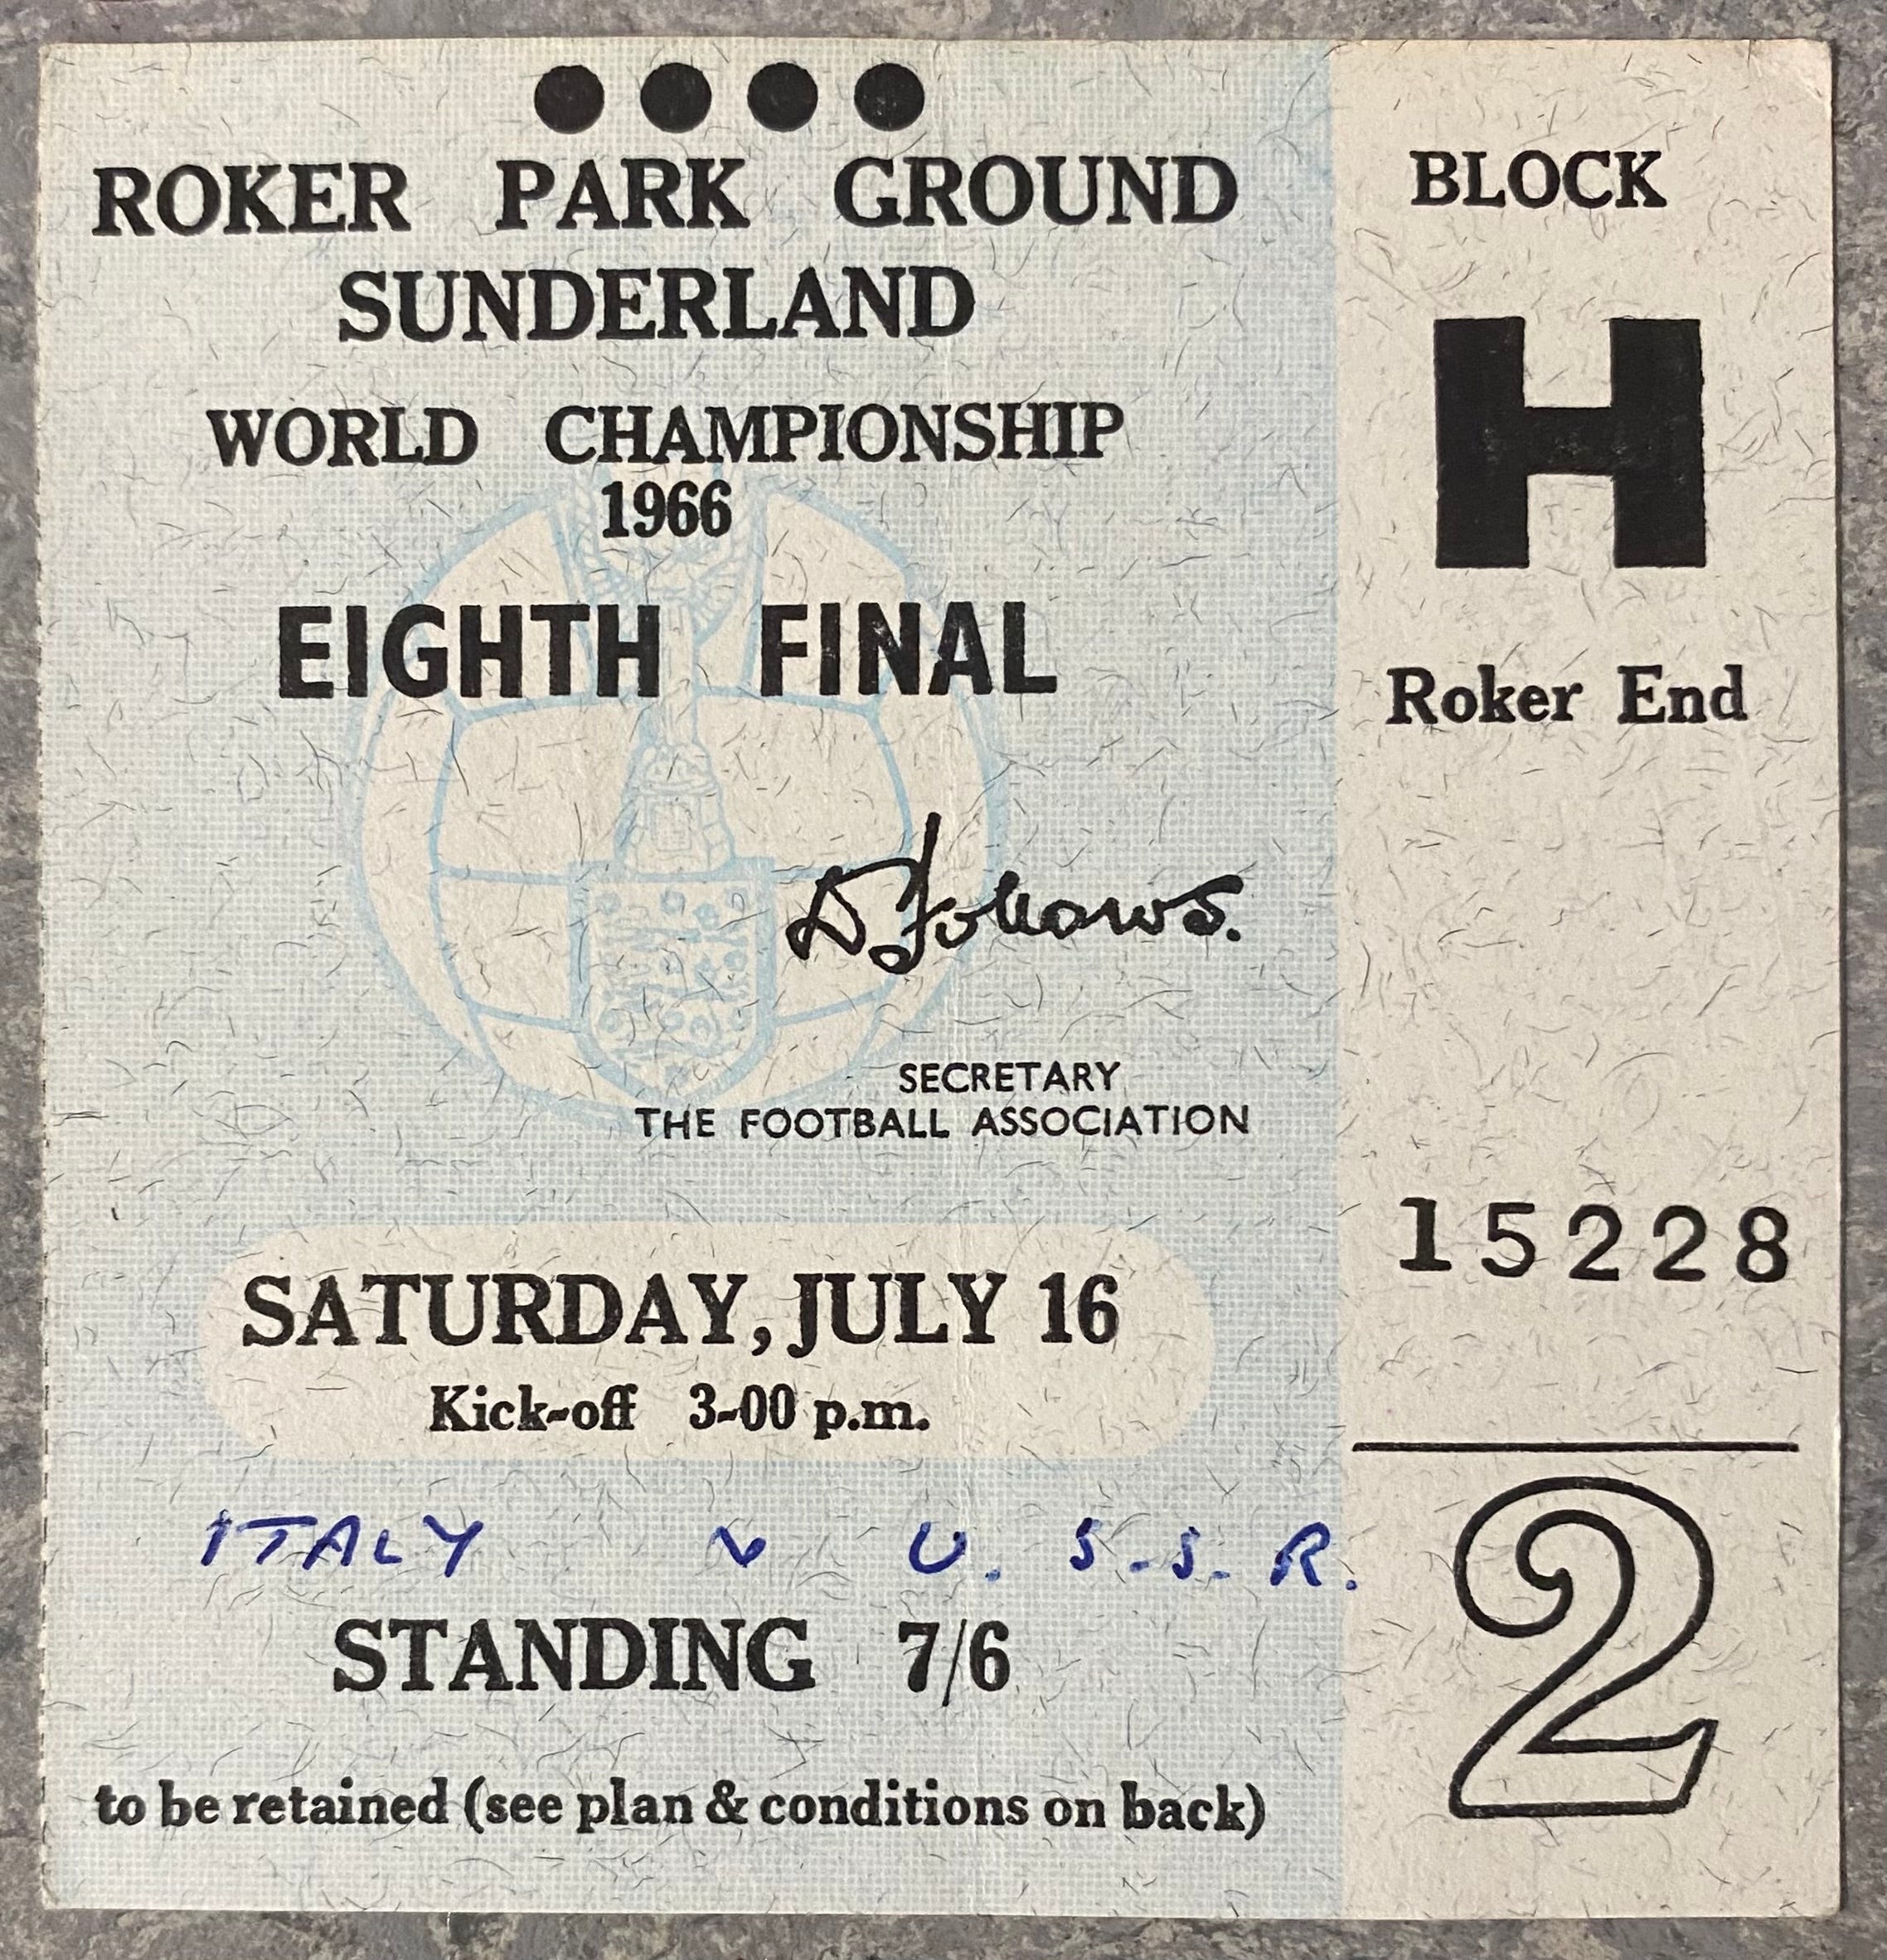 ROKER PARK GROUND
SUNDERLAND
WORLD CHAMPIONSHIP
1966
EIGHTH FINAL
D. Follows.
SECRETARY
THE FOOTBALL ASSOCIATION
SATURDAY, JULY 16
Kick-off 3-00 p.m.
ITALY v U.S.S.R.
STANDING 7/6
to be retained (see plan & conditions on back)
BLOCK
H
Roker End
15228
2